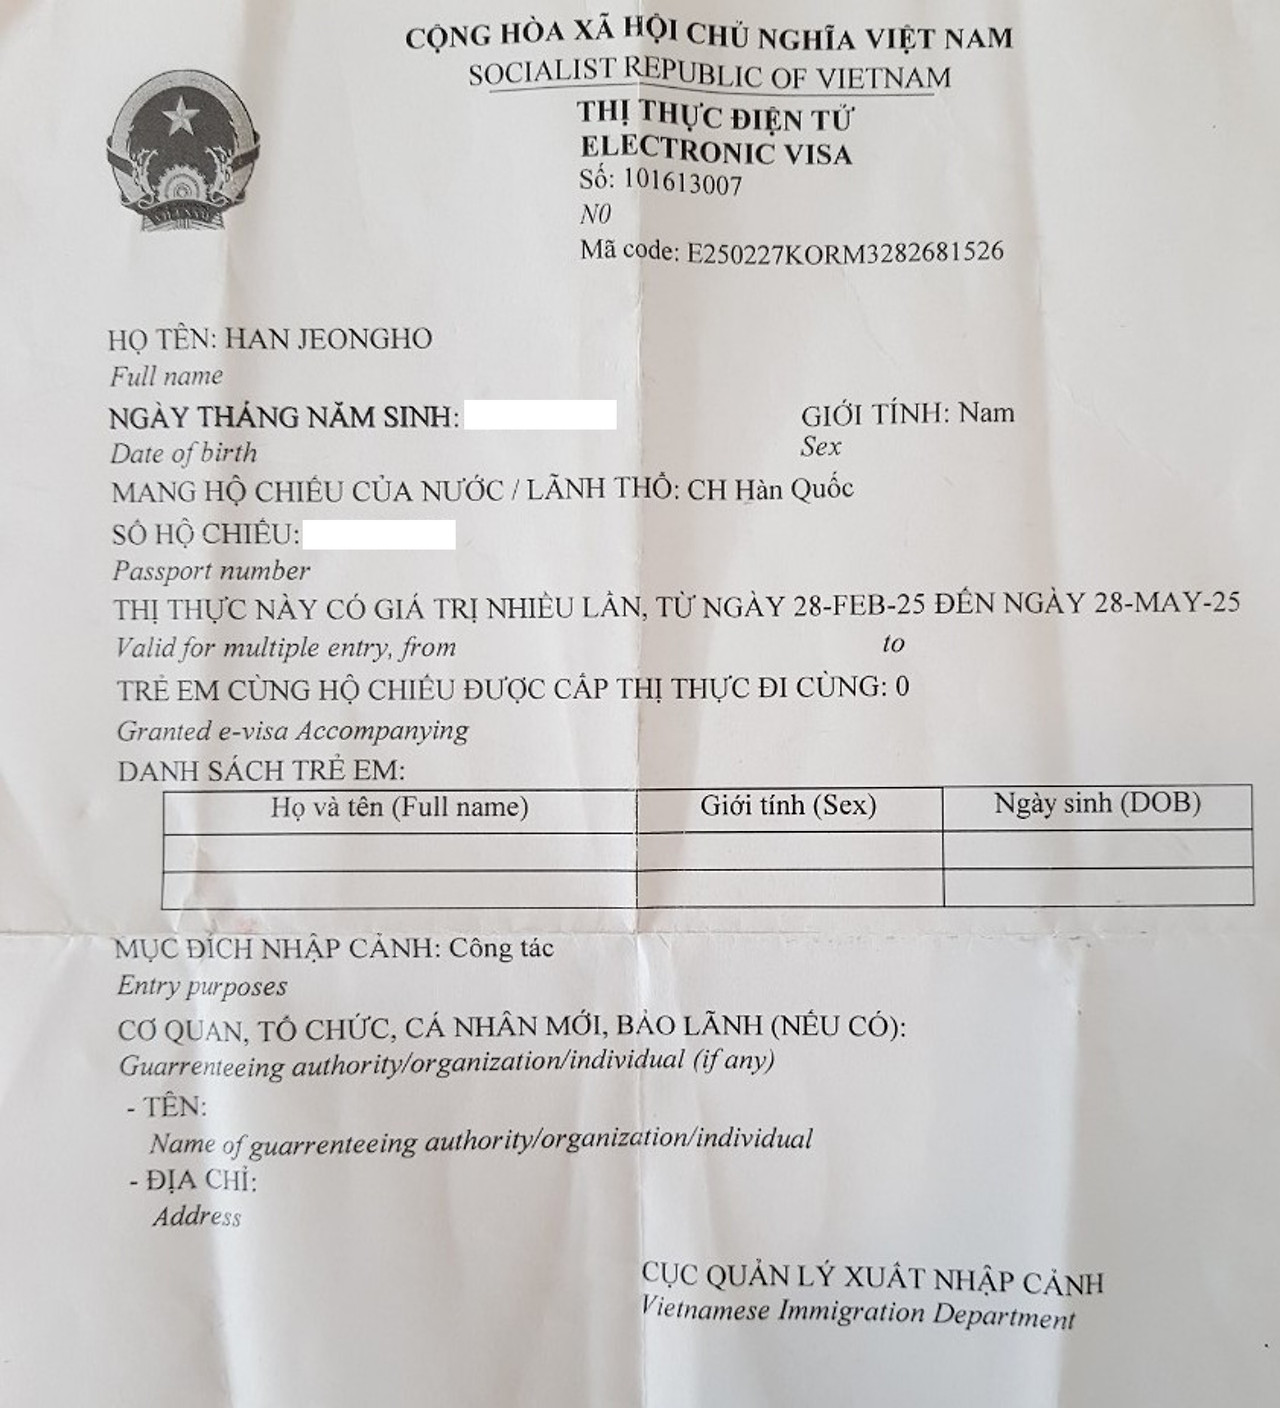 CỘNG HÒA XÃ HỘI CHỦ NGHĨA VIỆT NAM
SOCIALIST REPUBLIC OF VIETNAM
THỊ THỰC ĐIỆN TỬ
ELECTRONIC VISA
Số: 101613007
N0
Mã code: E250227KORM3282681526
VIỆT NAM
HỌ TÊN: HAN JEONGHO
Full name
NGÀY THÁNG NĂM SINH: GIỚI TÍNH: Nam
Date of birth Sex
MANG HỘ CHIẾU CỦA NƯỚC / LÃNH THỔ: CH Hàn Quốc
SỐ HỘ CHIẾU:
Passport number
THỊ THỰC NÀY CÓ GIÁ TRỊ NHIỀU LẦN, TỪ NGÀY 28-FEB-25 ĐẾN NGÀY 28-MAY-25
Valid for multiple entry, from to
TRẺ EM CÙNG HỘ CHIẾU ĐƯỢC CẤP THỊ THỰC ĐI CÙNG: 0
Granted e-visa Accompanying
DANH SÁCH TRẺ EM:
Họ và tên (Full name) Giới tính (Sex) Ngày sinh (DOB)
MỤC ĐÍCH NHẬP CẢNH: Công tác
Entry purposes
CƠ QUAN, TỔ CHỨC, CÁ NHÂN MỜI, BẢO LÃNH (NẾU CÓ):
Guarrenteeing authority/organization/individual (if any)
- TÊN:
Name of guarrenteeing authority/organization/individual
- ĐỊA CHỈ:
Address
CỤC QUẢN LÝ XUẤT NHẬP CẢNH
Vietnamese Immigration Department